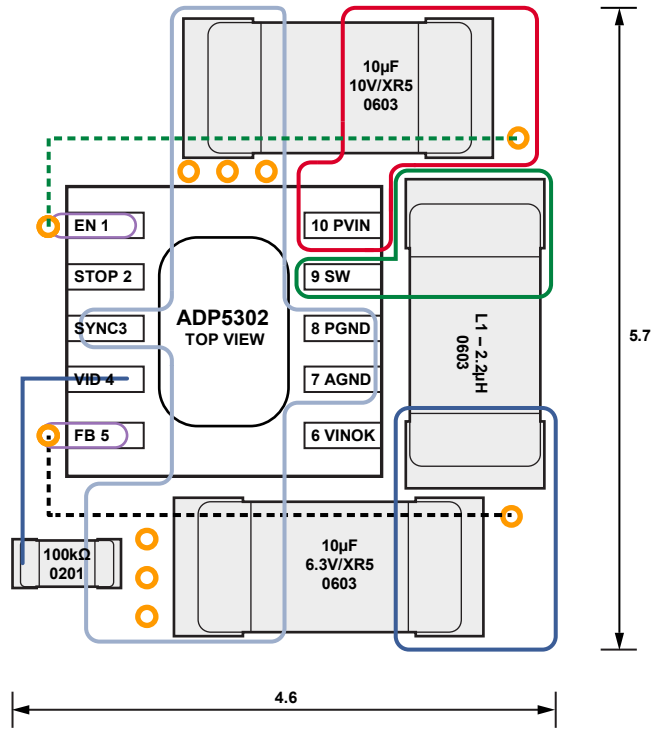 10µF
10V/XR5
0603
EN 1
10 PVIN
STOP 2
9 SW
ADP5302
TOP VIEW
SYNC3
8 PGND
L1 – 2.2µH
0603
5.7
VID 4
7 AGND
FB 5
6 VINOK
10µF
6.3V/XR5
0603
100kΩ
0201
4.6